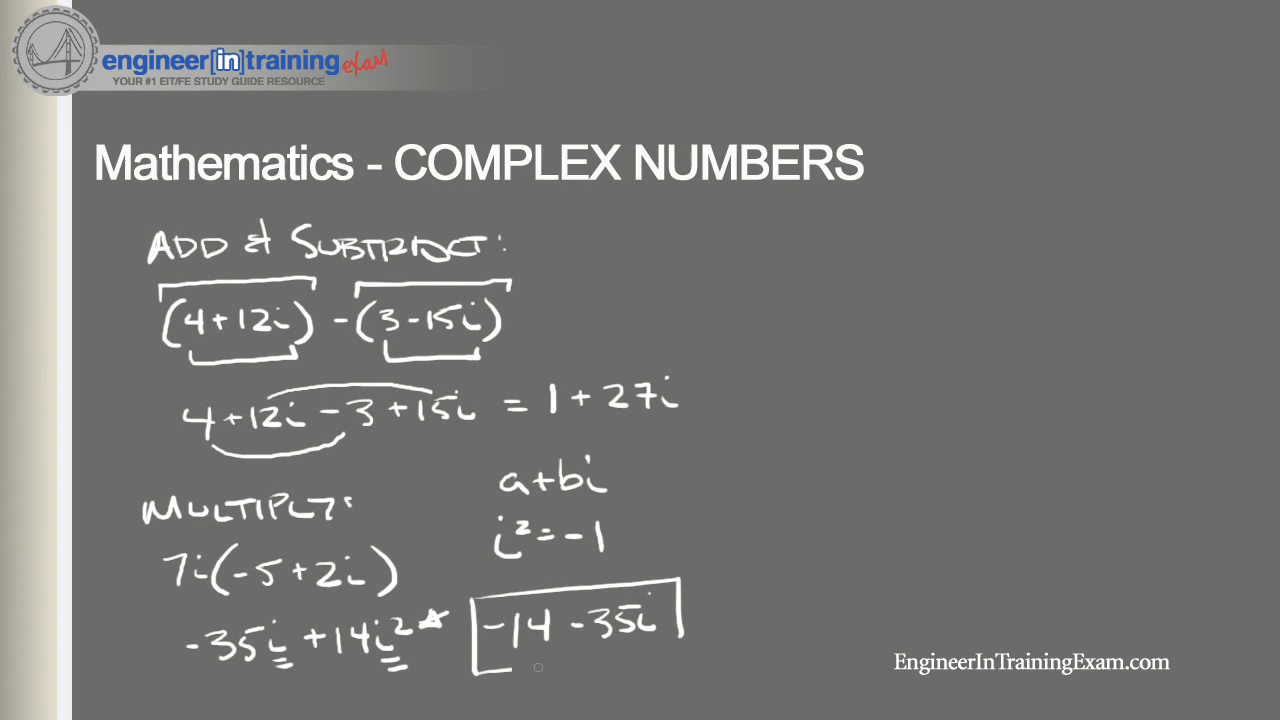 engineer[in]training exam
YOUR #1 EIT/FE STUDY GUIDE RESOURCE
Mathematics - COMPLEX NUMBERS
ADD & SUBTRACT:
(4+12i) - (3-15i)
4+12i - 3+15i = 1+27i
MULTIPLY:
7i(-5+2i)
-35i+14i²
a+bi
i²=-1
-14-35i
EngineerInTrainingExam.com